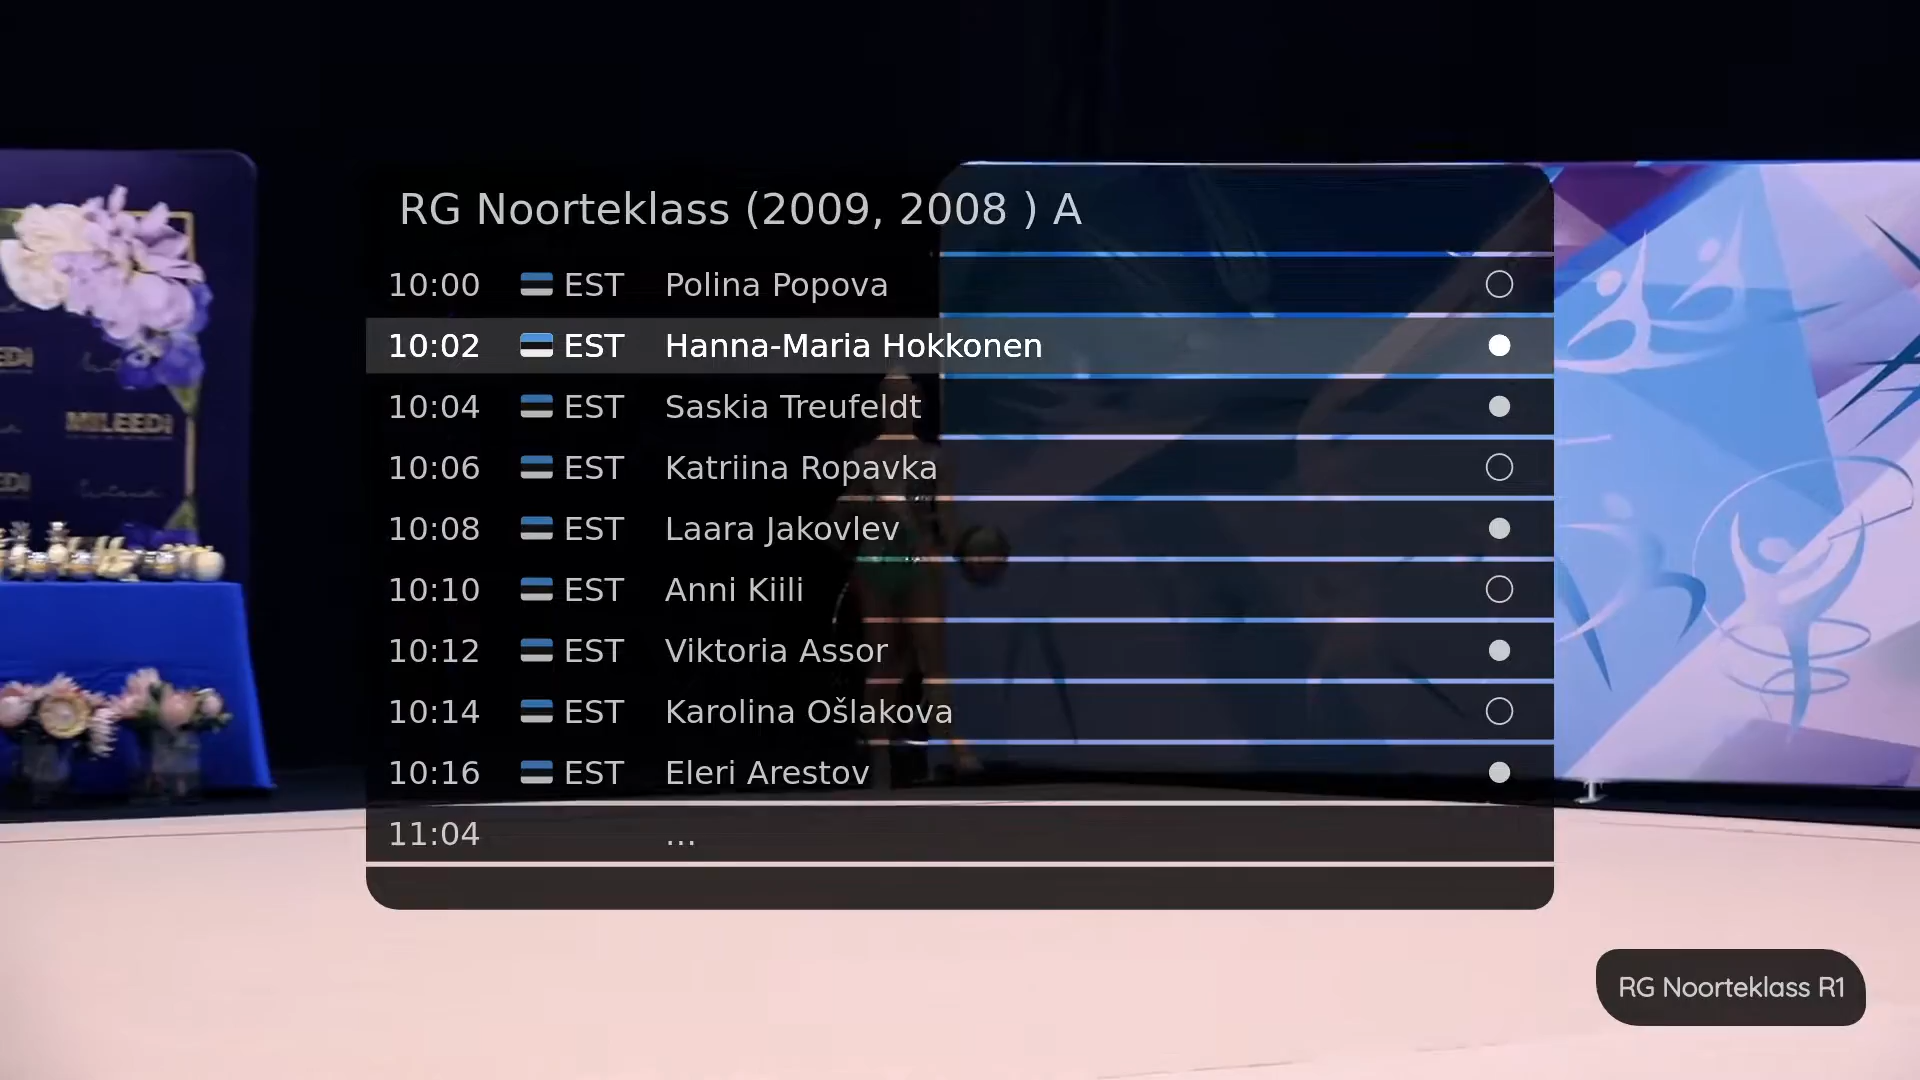 RG Noorteklass (2009, 2008 ) A
10:00 EST Polina Popova
10:02 EST Hanna-Maria Hokkonen
10:04 EST Saskia Treufeldt
10:06 EST Katriina Ropavka
10:08 EST Laara Jakovlev
10:10 EST Anni Kiili
10:12 EST Viktoria Assor
10:14 EST Karolina Ošlakova
10:16 EST Eleri Arestov
11:04 ...
MILEEDI
RG Noorteklass R1